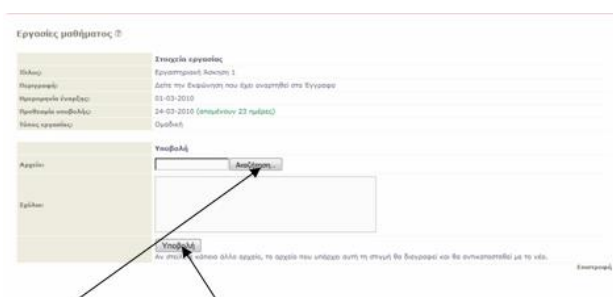 Εργασίες μαθήματος
Στοιχεία εργασίας
Τίτλος: Εργαστηριακή Άσκηση 1
Περιγραφή: Δείτε την Εκφώνηση που έχει αναρτηθεί στα Έγγραφα
Ημερομηνία έναρξης: 01-03-2010
Προθεσμία υποβολής: 24-03-2010 (απομένουν 23 ημέρες)
Τύπος εργασίας: Ομαδική
Υποβολή
Αρχείο: Αναζήτηση...
Σχόλια:
Υποβολή
Αν στείλετε κάποιο άλλο αρχείο, το αρχείο που υπάρχει αυτή τη στιγμή θα διαγραφεί και θα αντικατασταθεί με το νέο.
Επιστροφή